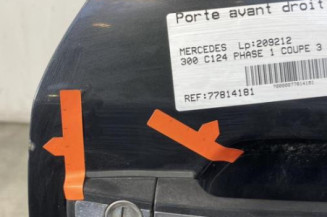 Porte avant droit
MERCEDES Lp:209212
300 C124 PHASE 1 COUPE 3
REF:77814181